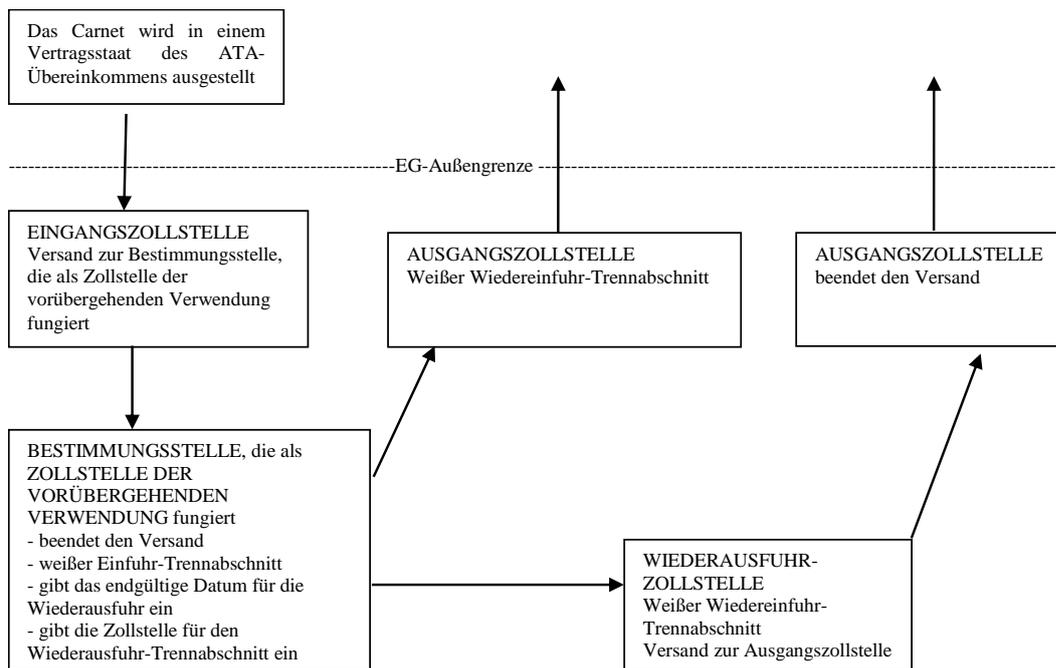 Das Carnet wird in einem
Vertragsstaat des ATA-
Übereinkommens ausgestellt
EG-Außengrenze
EINGANGSZOLLSTELLE
Versand zur Bestimmungsstelle,
die als Zollstelle der
vorübergehenden Verwendung
fungiert
AUSGANGSZOLLSTELLE
Weißer Wiedereinfuhr-Trennabschnitt
AUSGANGSZOLLSTELLE
beendet den Versand
BESTIMMUNGSSTELLE, die als
ZOLLSTELLE DER
VORÜBERGEHENDEN
VERWENDUNG fungiert
- beendet den Versand
- weißer Einfuhr-Trennabschnitt
- gibt das endgültige Datum für die
Wiederausfuhr ein
- gibt die Zollstelle für den
Wiederausfuhr-Trennabschnitt ein
WIEDERAUSFUHR-
ZOLLSTELLE
Weißer Wiedereinfuhr-
Trennabschnitt
Versand zur Ausgangszollstelle